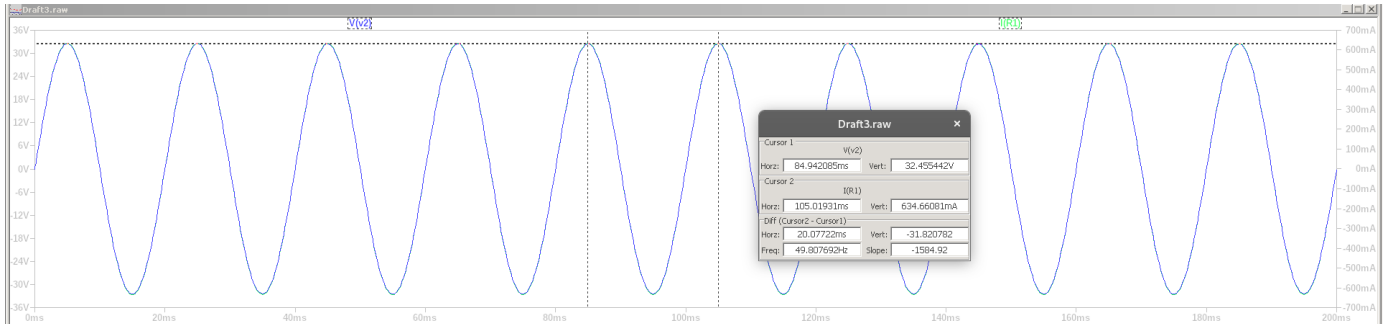 Draft3.raw
V(v2)
I(R1)
36V
30V
24V
18V
12V
6V
0V
-6V
-12V
-18V
-24V
-30V
-36V
700mA
600mA
500mA
400mA
300mA
200mA
100mA
0mA
-100mA
-200mA
-300mA
-400mA
-500mA
-600mA
-700mA
0ms
20ms
40ms
60ms
80ms
100ms
120ms
140ms
160ms
180ms
200ms
Draft3.raw
Cursor 1
V(v2)
Horz: 84.942085ms Vert: 32.455442V
Cursor 2
I(R1)
Horz: 105.01931ms Vert: 634.66081mA
Diff (Cursor2 - Cursor1)
Horz: 20.07722ms Vert: -31.820782
Freq: 49.807692Hz Slope: -1584.92